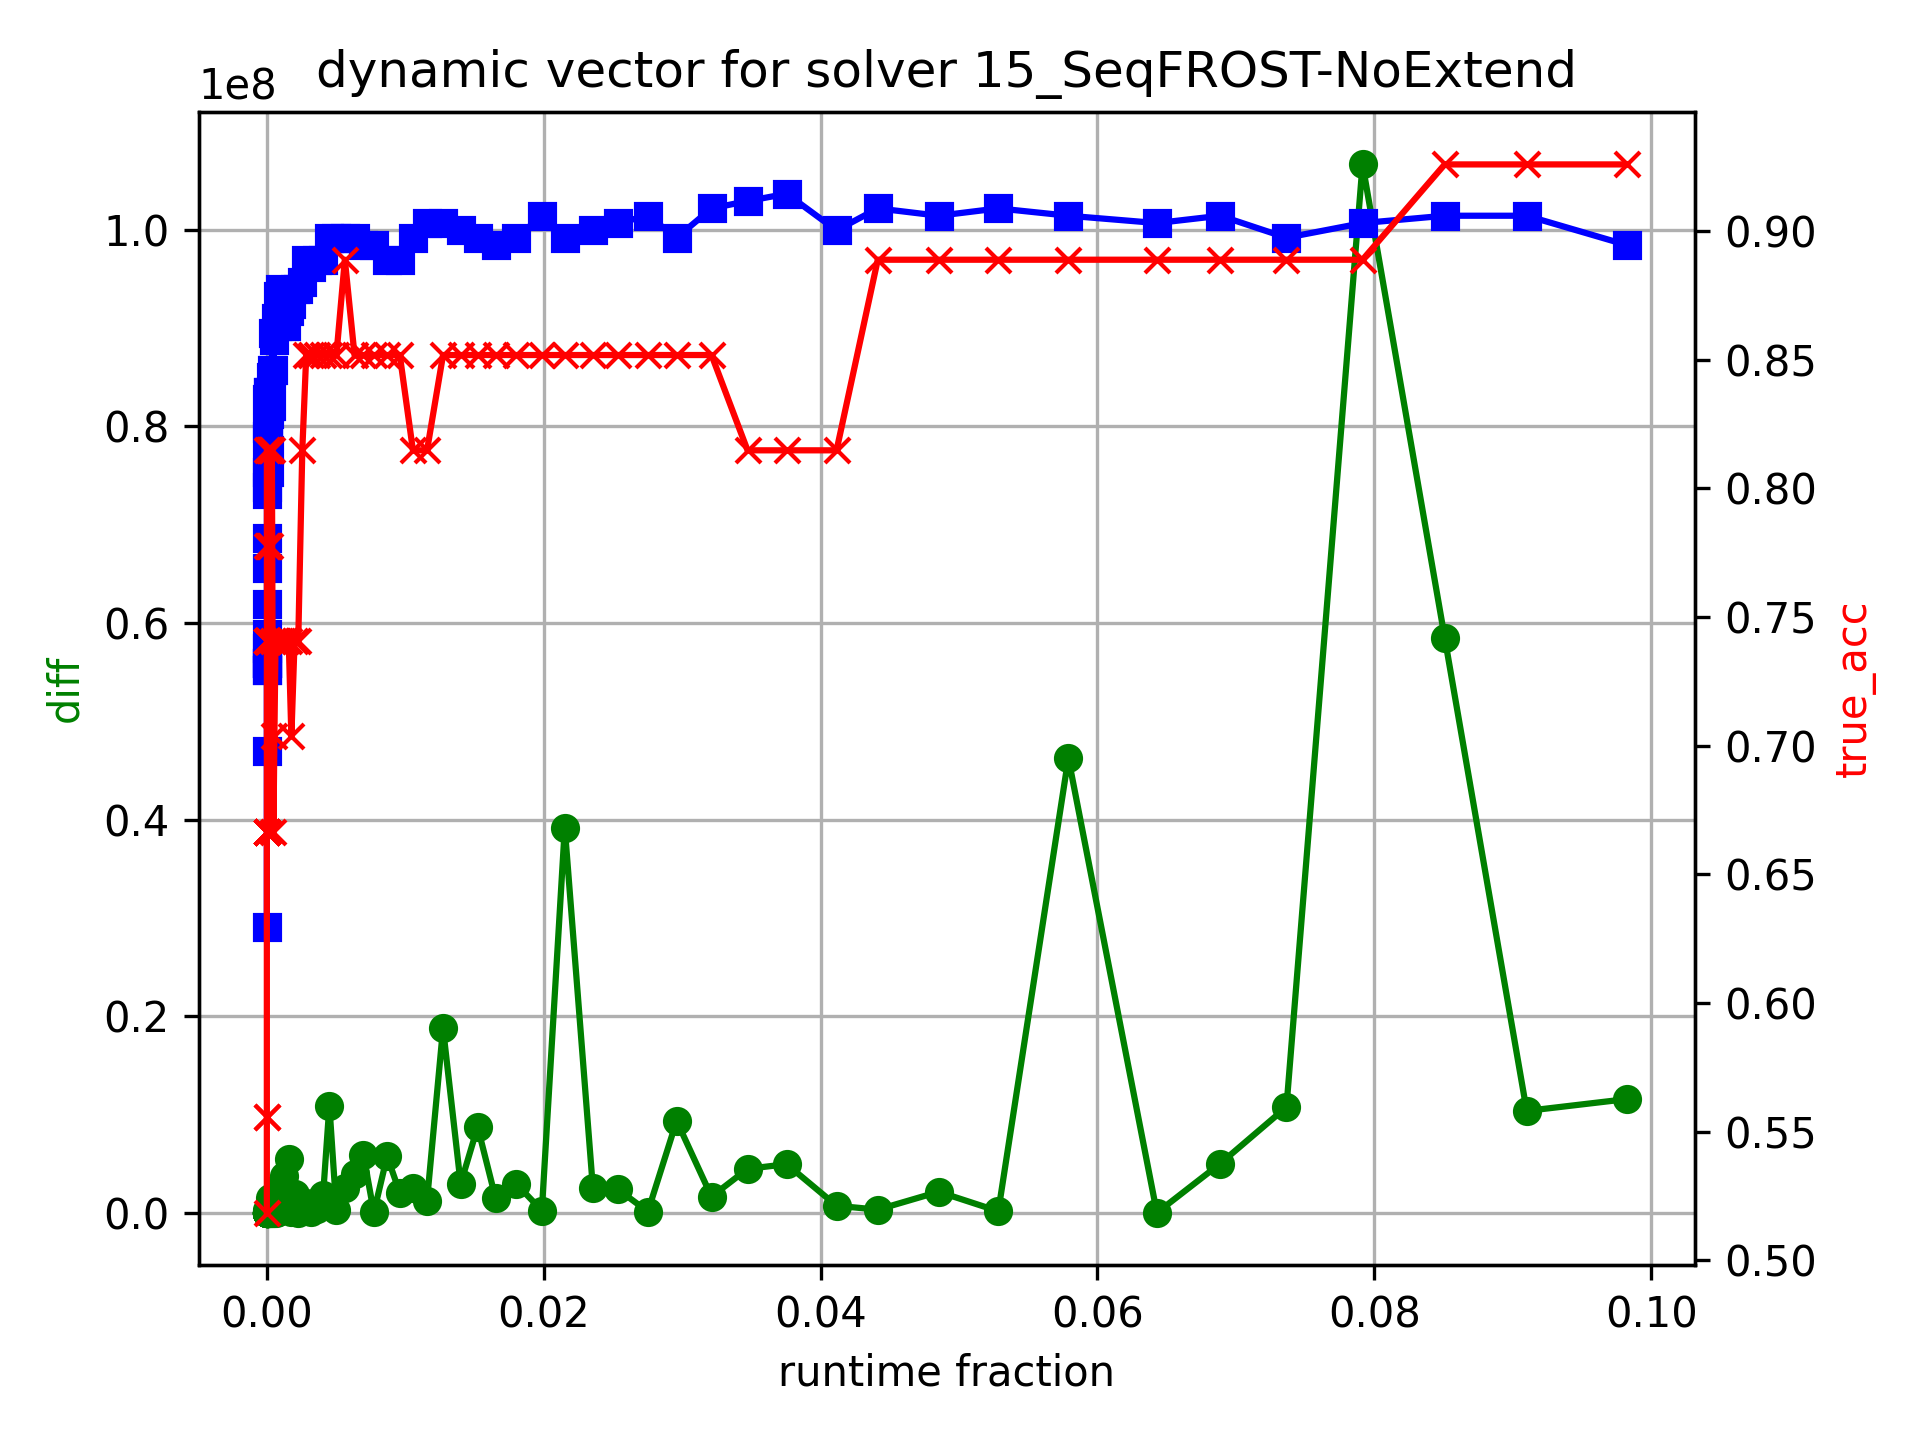 dynamic vector for solver 15_SeqFROST-NoExtend
1e8
1.0
0.8
0.6
0.4
0.2
0.0
diff
0.90
0.85
0.80
0.75
0.70
0.65
0.60
0.55
0.50
true_acc
0.00 0.02 0.04 0.06 0.08 0.10
runtime fraction